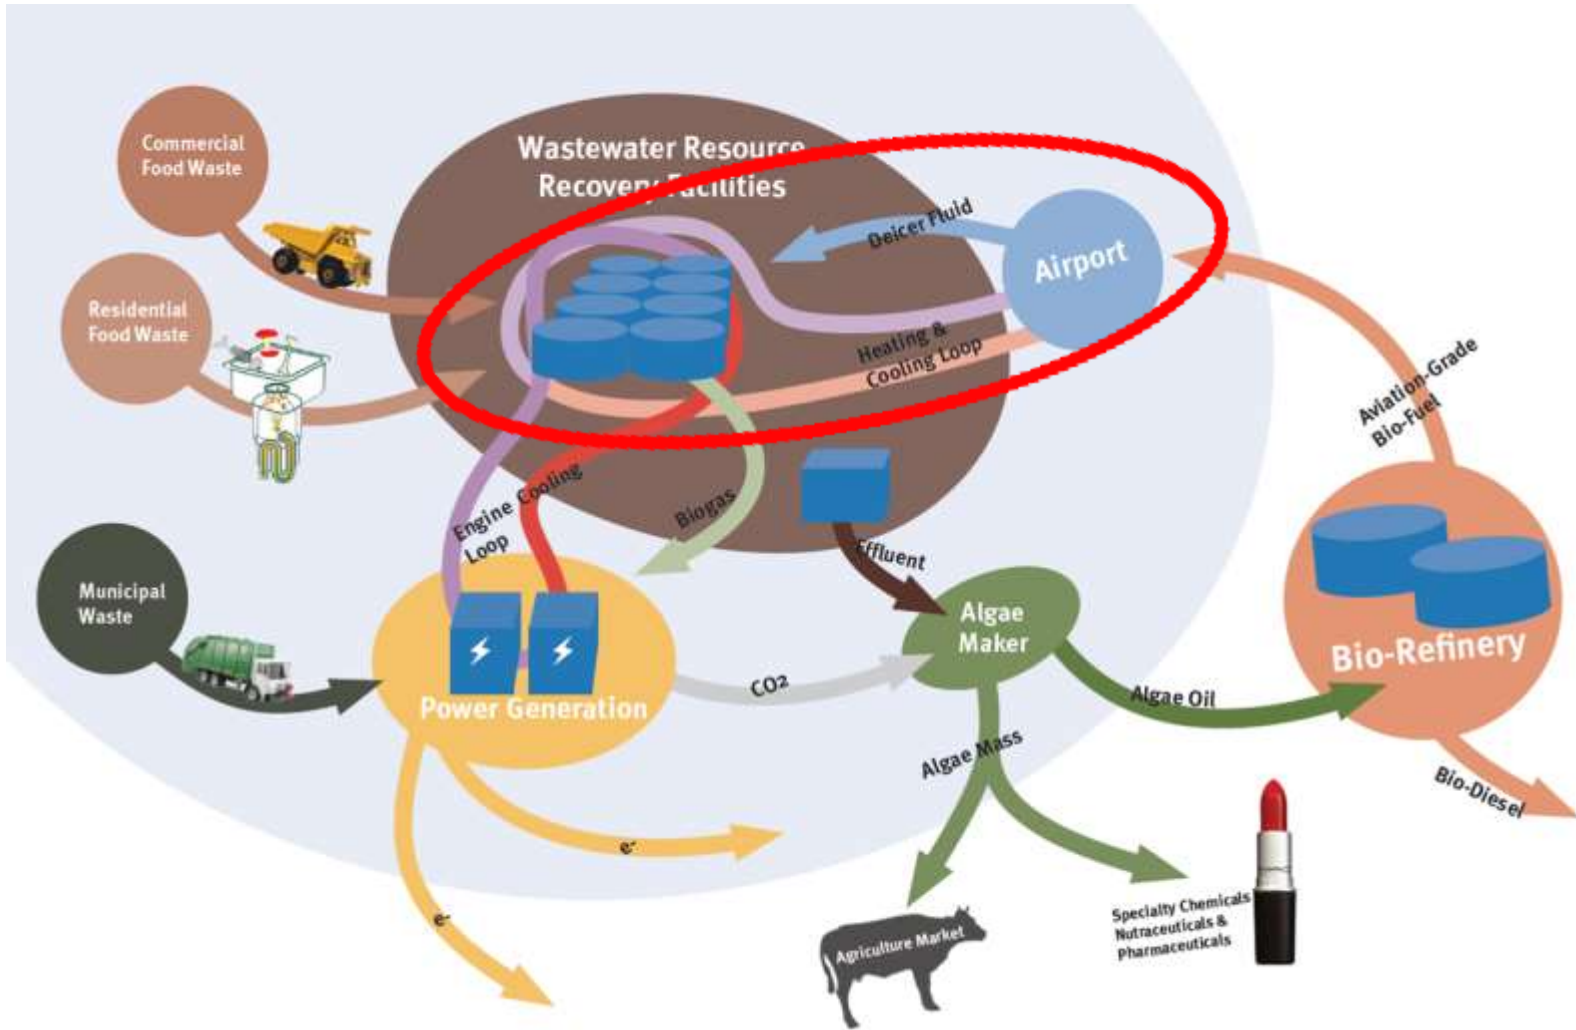 Wastewater Resource
Recovery Facilities
Commercial
Food Waste
Deicer Fluid
Airport
Residential
Food Waste
Heating &
Cooling Loop
Aviation-Grade
Bio-Fuel
Engine Cooling
Loop
Biogas
Effluent
Municipal
Waste
Algae
Maker
Bio-Refinery
Power Generation
CO2
Algae Oil
Algae Mass
Bio-Diesel
e-
e-
Agriculture Market
Specialty Chemicals
Nutraceuticals &
Pharmaceuticals